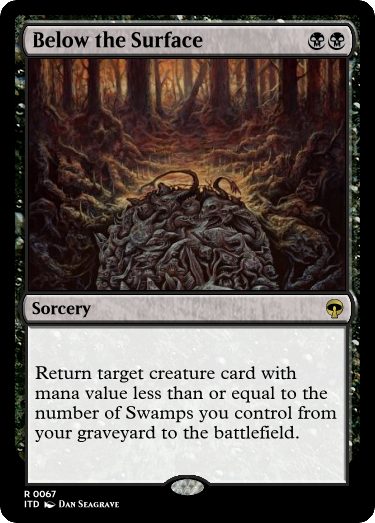 Below the Surface
Sorcery
Return target creature card with
mana value less than or equal to the
number of Swamps you control from
your graveyard to the battlefield.
R 0067
ITD DAN SEAGRAVE